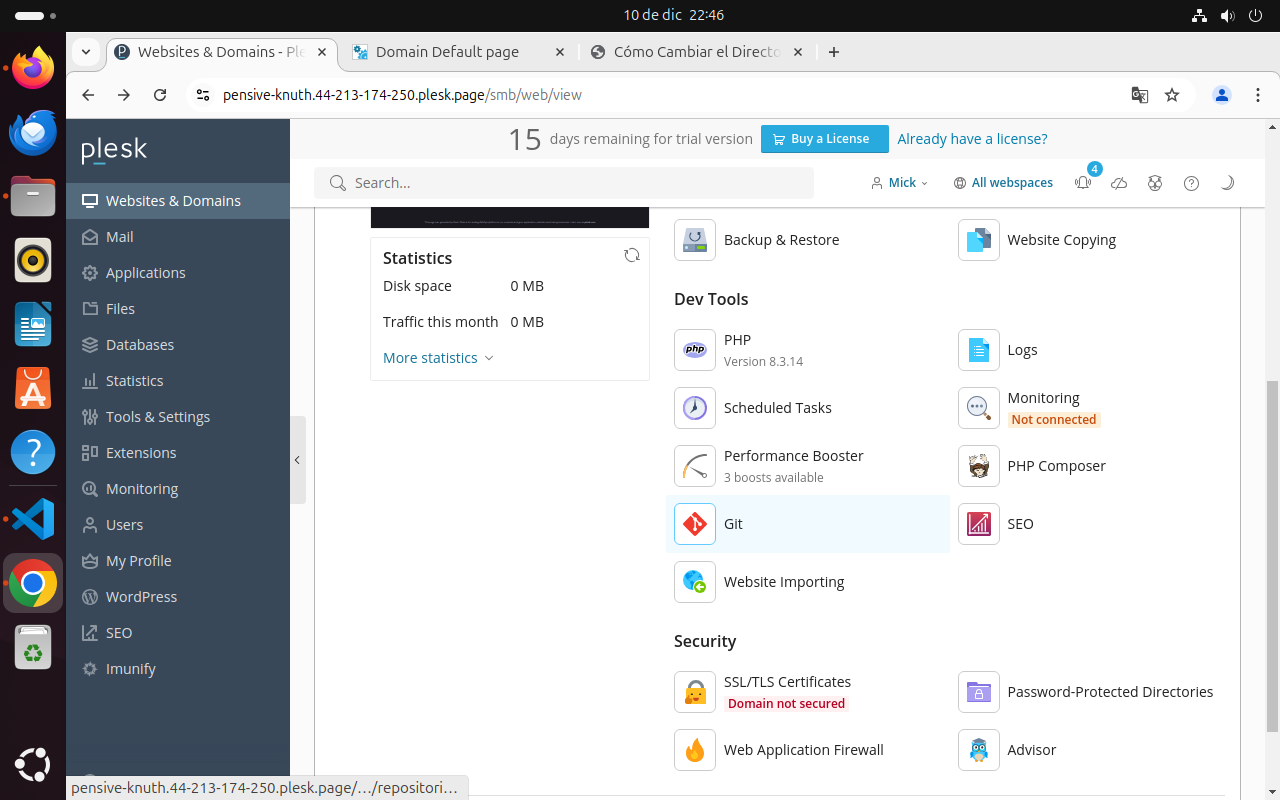 10 de dic 22:46
Websites & Domains - Ple
Domain Default page
Cómo Cambiar el Directo
pensive-knuth.44-213-174-250.plesk.page/smb/web/view
plesk
15 days remaining for trial version
Buy a License
Already have a license?
Search...
Mick
All webspaces
4
Websites & Domains
Mail
Applications
Files
Databases
Statistics
Tools & Settings
Extensions
Monitoring
Users
My Profile
WordPress
SEO
Imunify
Statistics
Disk space 0 MB
Traffic this month 0 MB
More statistics
Backup & Restore
Website Copying
Dev Tools
php
PHP
Version 8.3.14
Logs
Scheduled Tasks
Monitoring
Not connected
Performance Booster
3 boosts available
PHP Composer
Git
SEO
Website Importing
Security
SSL/TLS Certificates
Domain not secured
Password-Protected Directories
Web Application Firewall
Advisor
pensive-knuth.44-213-174-250.plesk.page/.../repositori...